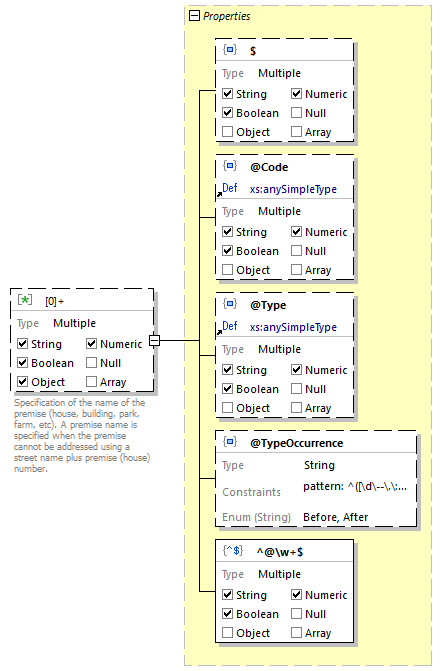 Properties
$
Type Multiple
String Numeric
Boolean Null
Object Array
@Code
Def xs:anySimpleType
Type Multiple
String Numeric
Boolean Null
Object Array
@Type
Def xs:anySimpleType
Type Multiple
String Numeric
Boolean Null
Object Array
[0]+
Type Multiple
String Numeric
Boolean Null
Object Array
Specification of the name of the
premise (house, building, park,
farm, etc). A premise name is
specified when the premise
cannot be addressed using a
street name plus premise (house)
number.
@TypeOccurrence
Type String
Constraints pattern: ^([\d\--\.\:...
Enum (String) Before, After
{^$} ^@\w+$
Type Multiple
String Numeric
Boolean Null
Object Array